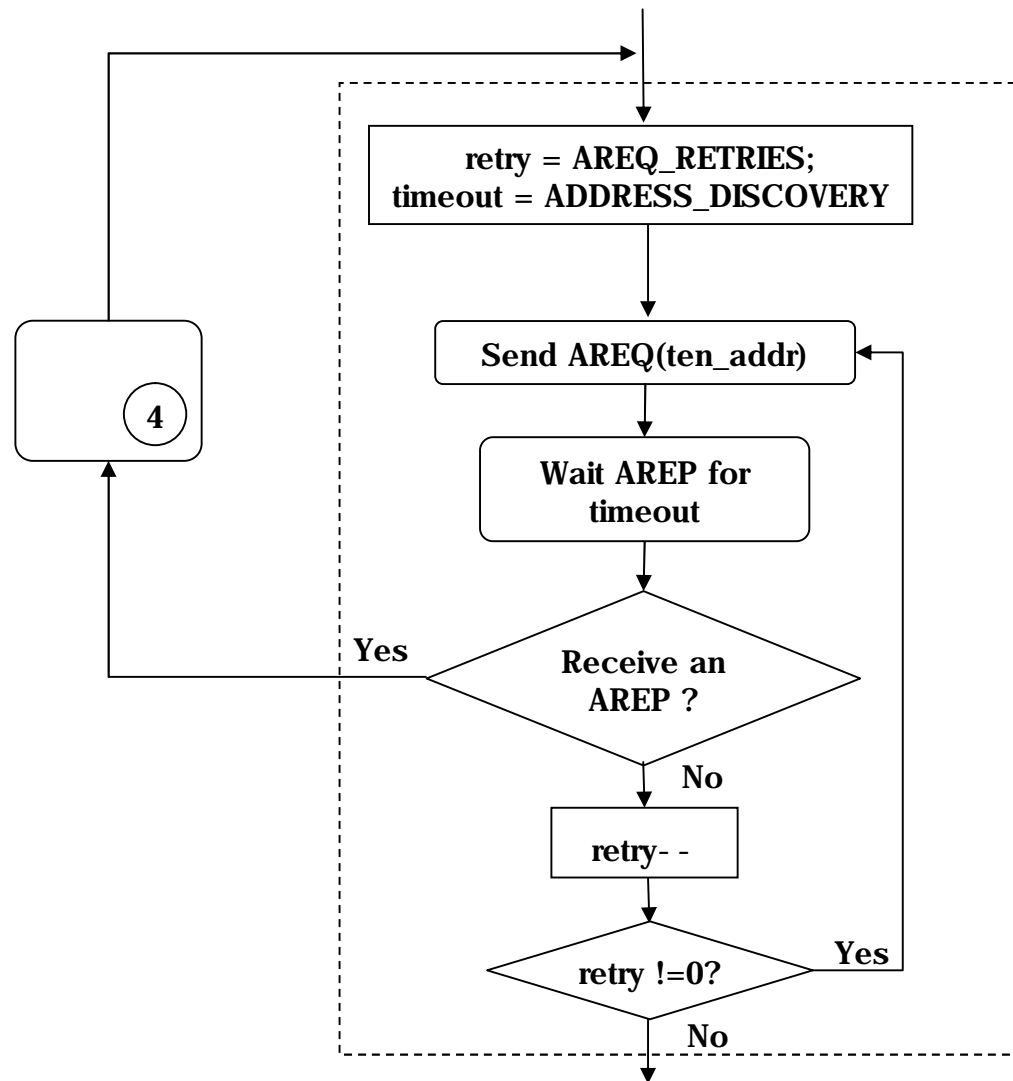 retry = AREQ_RETRIES;
timeout = ADDRESS_DISCOVERY
Send AREQ(ten_addr)
4
Wait AREP for
timeout
Yes
Receive an
AREP ?
No
retry- -
Yes
retry !=0?
No